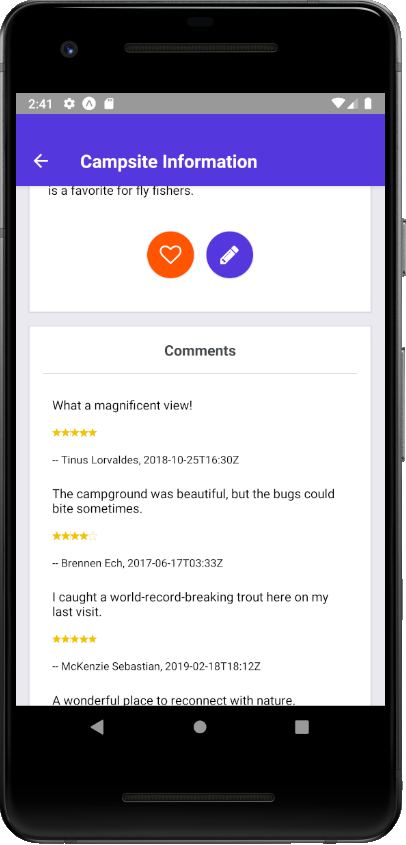 2:41
Campsite Information
is a favorite for fly fishers.
Comments
What a magnificent view!
-- Tinus Lorvaldes, 2018-10-25T16:30Z
The campground was beautiful, but the bugs could
bite sometimes.
-- Brennen Ech, 2017-06-17T03:33Z
I caught a world-record-breaking trout here on my
last visit.
-- McKenzie Sebastian, 2019-02-18T18:12Z
A wonderful place to reconnect with nature.